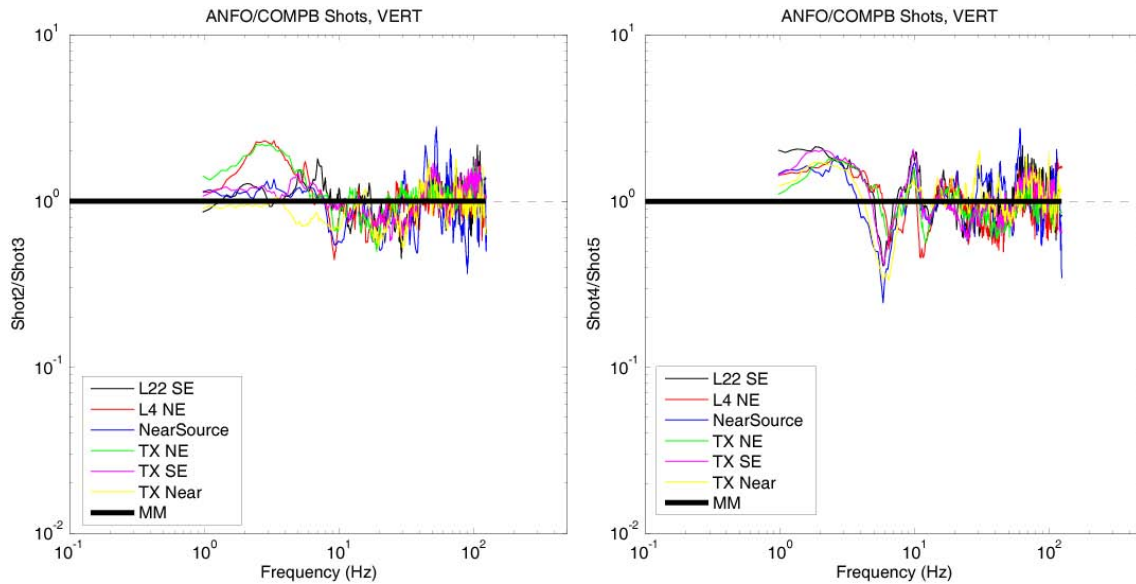 ANFO/COMPB Shots, VERT
10^1
10^0
10^-1
10^-2
Shot2/Shot3
L22 SE
L4 NE
NearSource
TX NE
TX SE
TX Near
MM
10^-1
10^0
10^1
10^2
Frequency (Hz)
ANFO/COMPB Shots, VERT
10^1
10^0
10^-1
10^-2
Shot4/Shot5
L22 SE
L4 NE
NearSource
TX NE
TX SE
TX Near
MM
10^-1
10^0
10^1
10^2
Frequency (Hz)